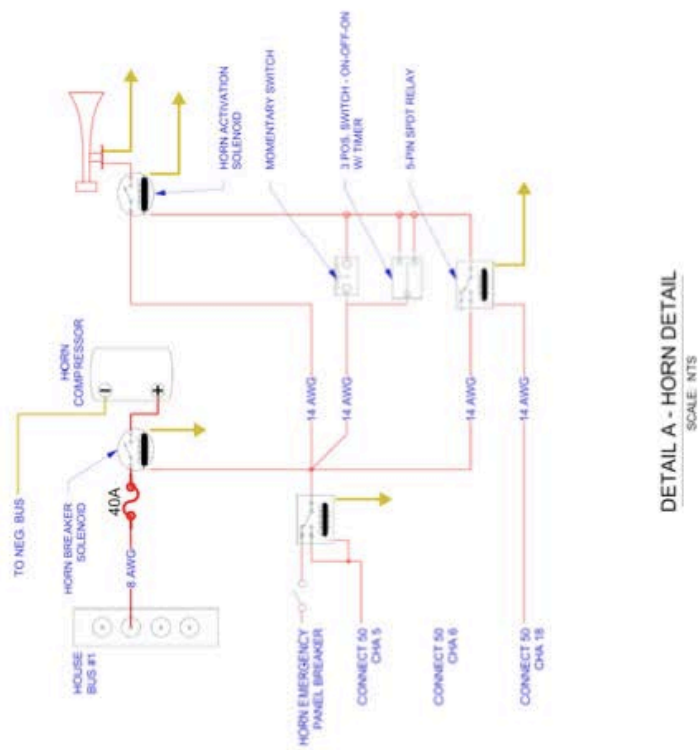 TO NEG. BUS
HORN BREAKER
SOLENOID
HORN
COMPRESSOR
-
+
40A
8 AWG
HOUSE
BUS #1
HORN ACTIVATION
SOLENOID
MOMENTARY SWITCH
3 POS. SWITCH - ON-OFF-ON
W/ TIMER
5-PIN SPDT RELAY
14 AWG
14 AWG
14 AWG
14 AWG
HORN EMERGENCY
PANEL BREAKER
CONNECT 50
CHA 5
CONNECT 50
CHA 6
CONNECT 50
CHA 18
DETAIL A - HORN DETAIL
SCALE: NTS